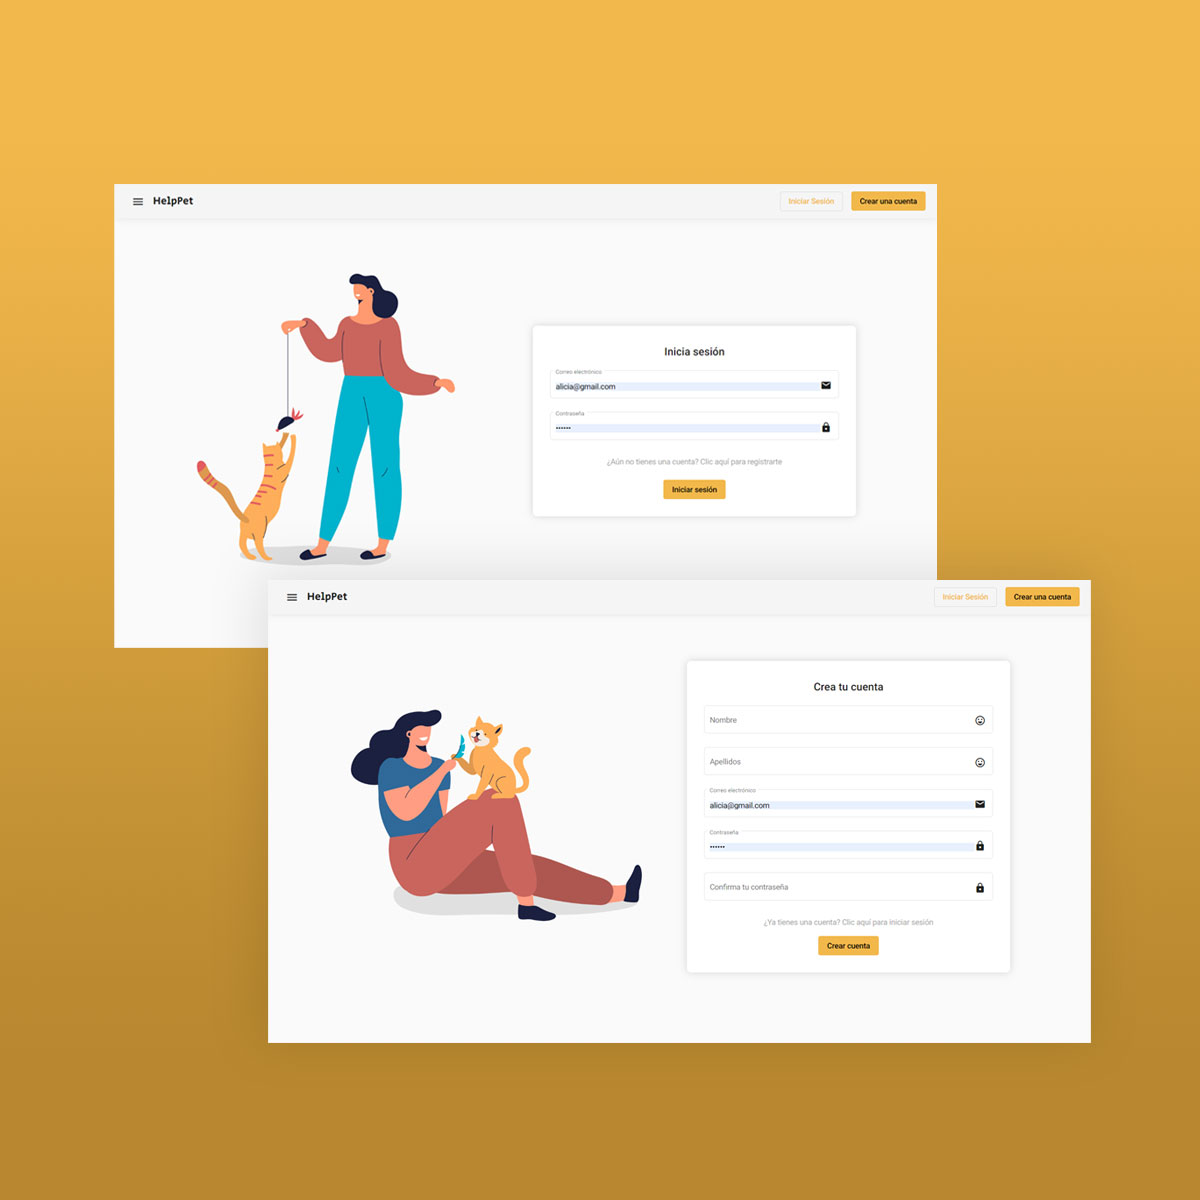 HelpPet
Iniciar Sesión
Crear una cuenta
Inicia sesión
Correo electrónico
alicia@gmail.com
Contraseña
••••••
¿Aún no tienes una cuenta? Clic aquí para registrarte
Iniciar sesión
HelpPet
Iniciar Sesión
Crear una cuenta
Crea tu cuenta
Nombre
Apellidos
Correo electrónico
alicia@gmail.com
Contraseña
••••••
Confirma tu contraseña
¿Ya tienes una cuenta? Clic aquí para iniciar sesión
Crear cuenta